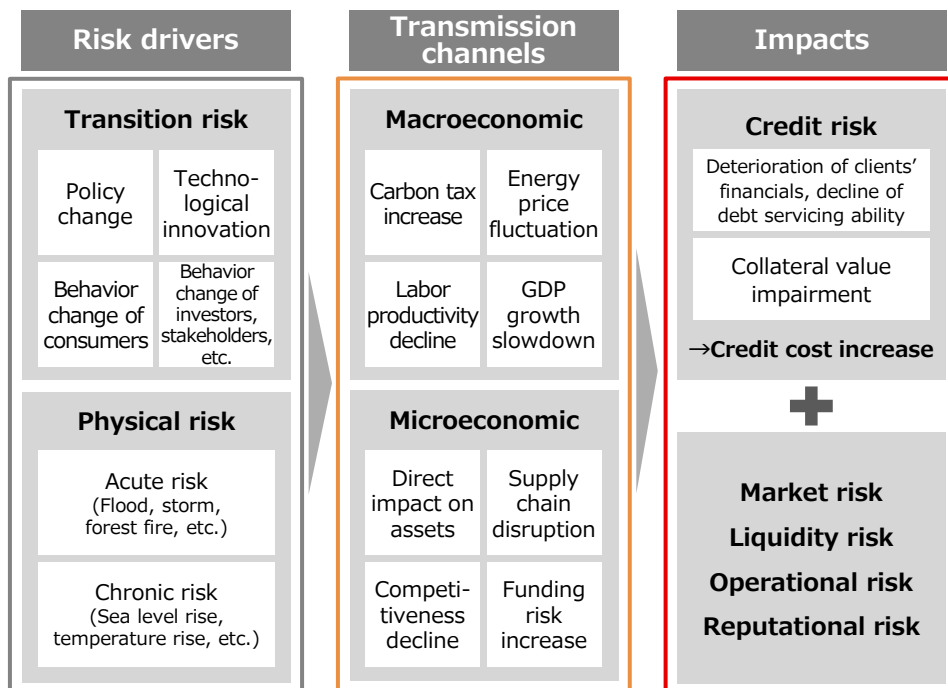 Risk drivers
Transition risk
Policy
change
Techno-
logical
innovation
Behavior
change of
consumers
Behavior
change of
investors,
stakeholders,
etc.
Physical risk
Acute risk
(Flood, storm,
forest fire, etc.)
Chronic risk
(Sea level rise,
temperature rise, etc.)
Transmission
channels
Macroeconomic
Carbon tax
increase
Energy
price
fluctuation
Labor
productivity
decline
GDP
growth
slowdown
Microeconomic
Direct
impact on
assets
Supply
chain
disruption
Competi-
tiveness
decline
Funding
risk
increase
Impacts
Credit risk
Deterioration of clients’
financials, decline of
debt servicing ability
Collateral value
impairment
→Credit cost increase
Market risk
Liquidity risk
Operational risk
Reputational risk